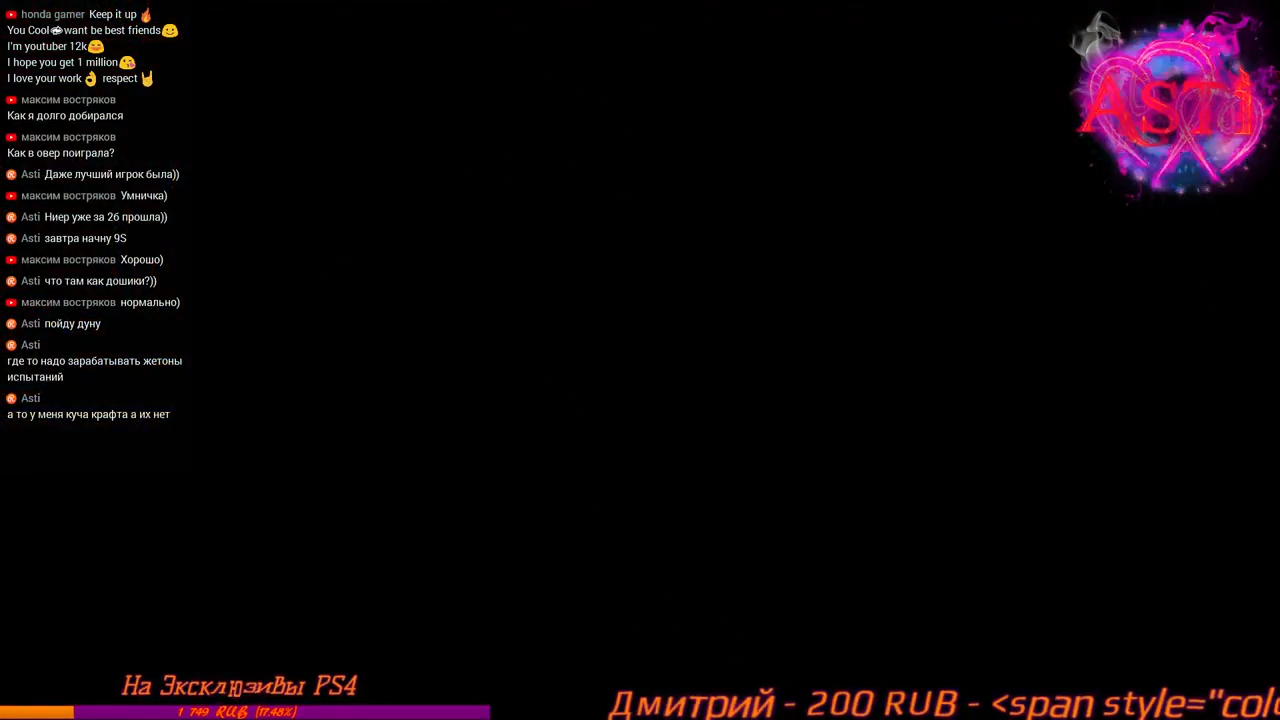 honda gamer Keep it up 🔥
You Cool want be best friends😊
I'm youtuber 12k😊
I hope you get 1 million😘
I love your work👌 respect🤘
максим востряков
Как я долго добирался
максим востряков
Как в овер поиграла?
Asti Даже лучший игрок была))
максим востряков Умничка)
Asti Ниер уже за 2б прошла))
Asti завтра начну 9S
максим востряков Хорошо)
Asti что там как дошики?))
максим востряков нормально)
Asti пойду дуну
Asti
где то надо зарабатывать жетоны
испытаний
Asti
а то у меня куча крафта а их нет
ASTI
На Эксклюзивы PS4
1 749 RUB (17.48%)
Дмитрий - 200 RUB - <span style="col